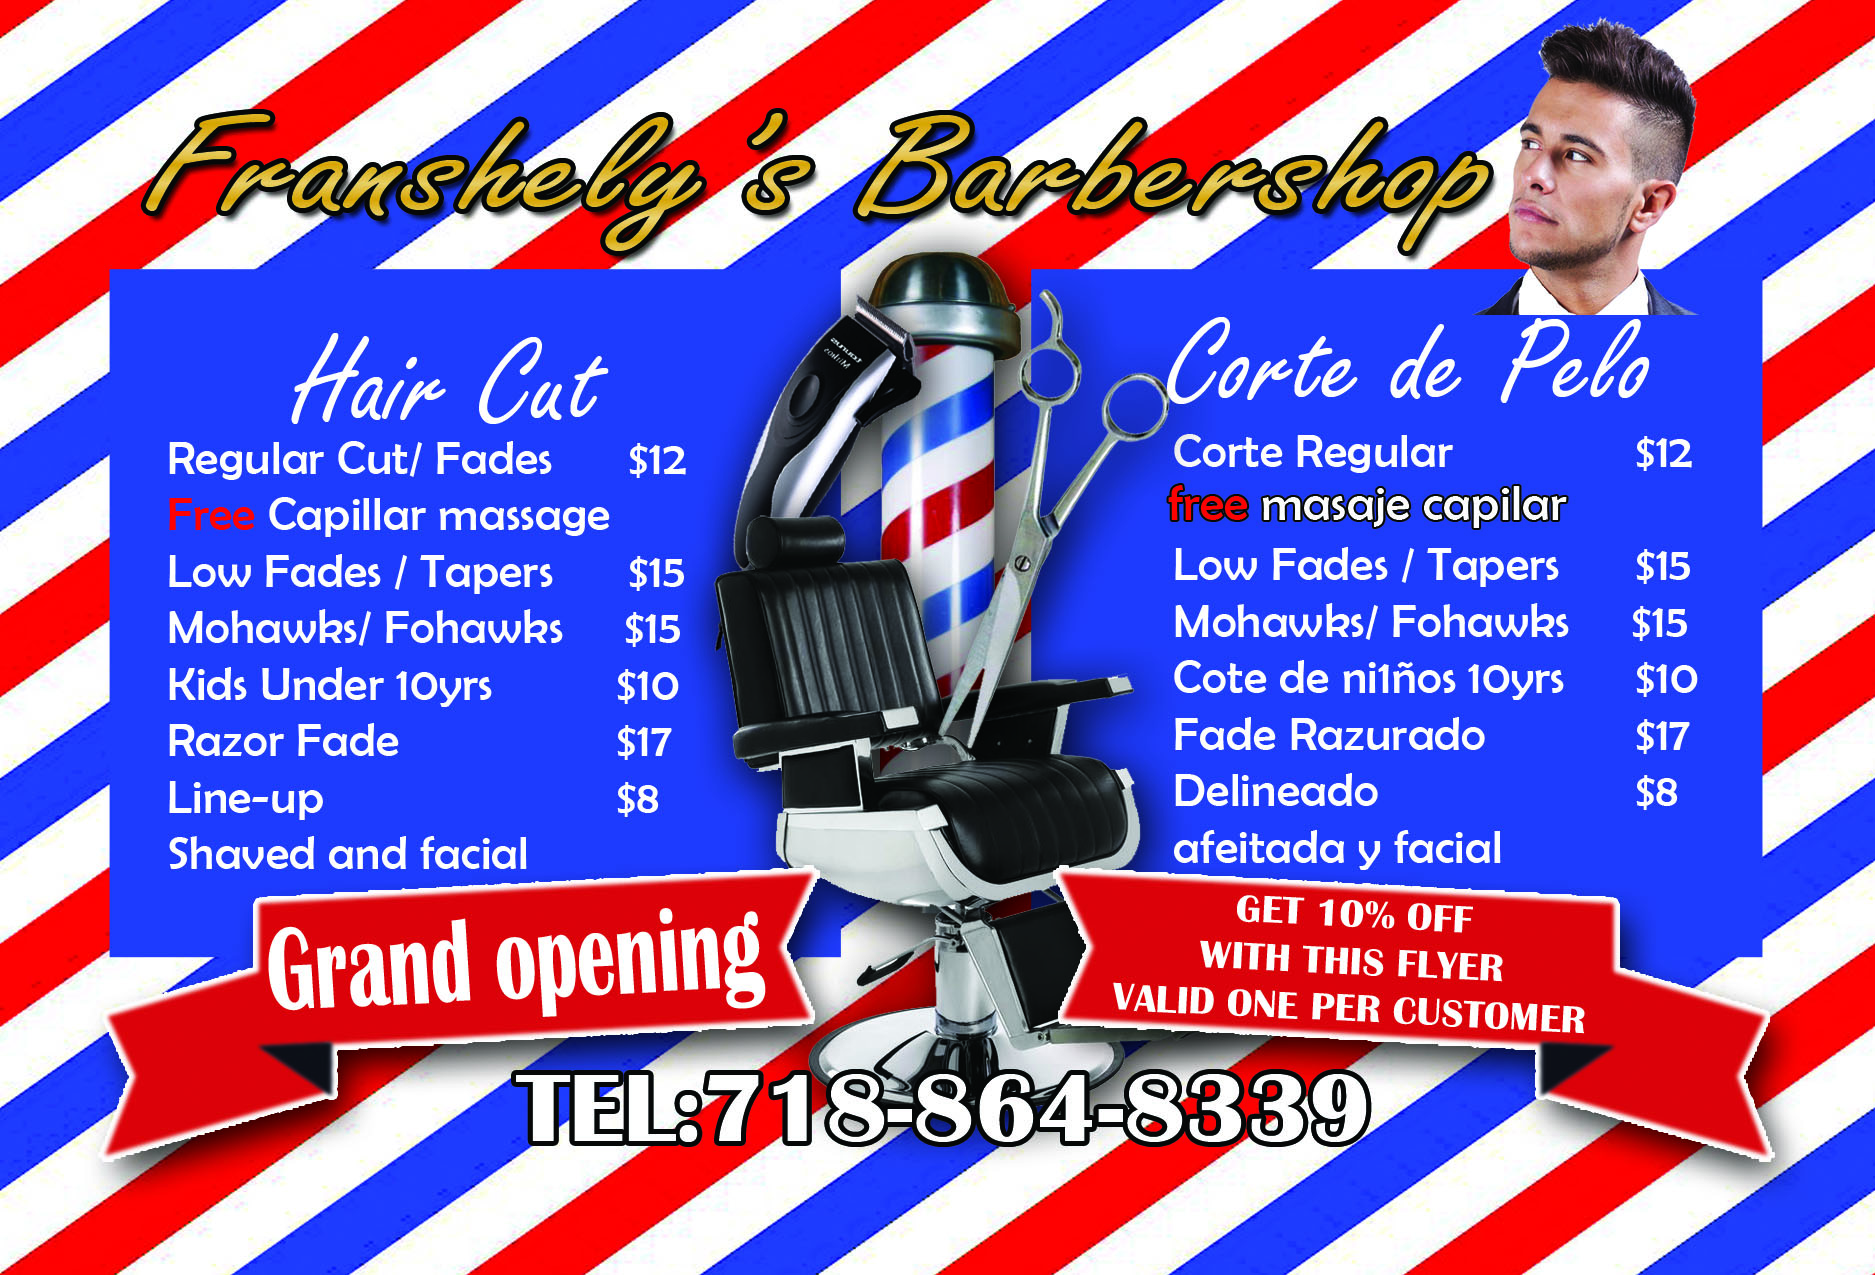 Franshely's Barbershop
Hair Cut
Regular Cut/ Fades $12
Free Capillar massage
Low Fades / Tapers $15
Mohawks/ Fohawks $15
Kids Under 10yrs $10
Razor Fade $17
Line-up $8
Shaved and facial
Corte de Pelo
Corte Regular $12
free masaje capilar
Low Fades / Tapers $15
Mohawks/ Fohawks $15
Cote de ni1ños 10yrs $10
Fade Razurado $17
Delineado $8
afeitada y facial
Grand opening
GET 10% OFF
WITH THIS FLYER
VALID ONE PER CUSTOMER
TEL:718-864-8339